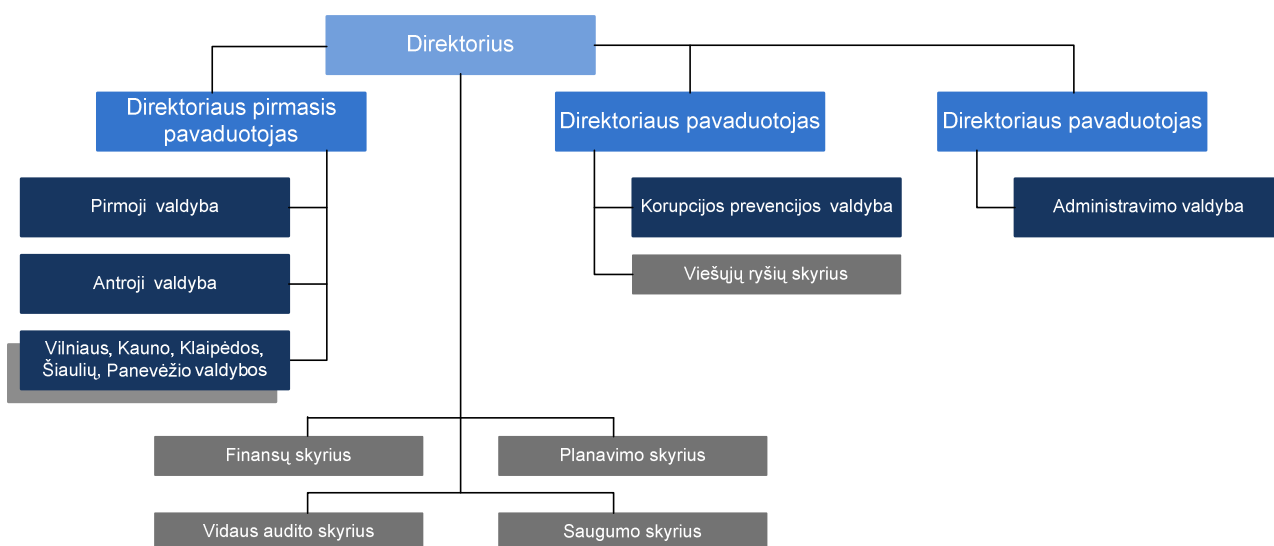 Direktorius
Direktoriaus pirmasis
pavaduotojas
Direktoriaus pavaduotojas
Direktoriaus pavaduotojas
Pirmoji valdyba
Korupcijos prevencijos valdyba
Administravimo valdyba
Antroji valdyba
Viešųjų ryšių skyrius
Vilniaus, Kauno, Klaipėdos,
Šiaulių, Panevėžio valdybos
Finansų skyrius
Planavimo skyrius
Vidaus audito skyrius
Saugumo skyrius